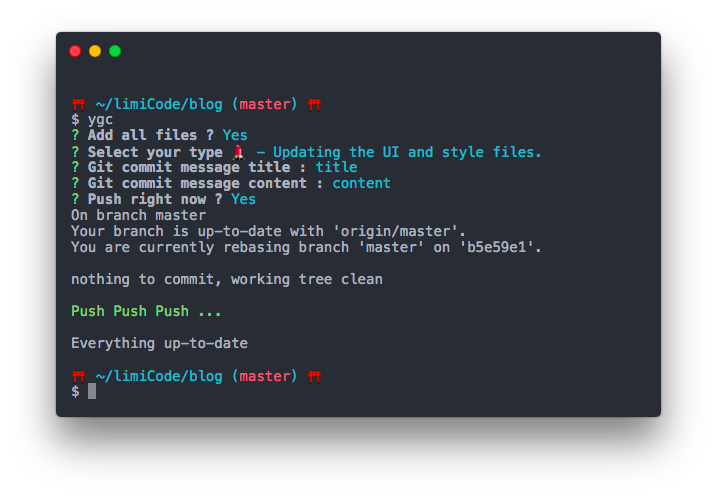 ⛩ ~/limiCode/blog (master) ⛩
$ ygc
? Add all files ? Yes
? Select your type 💄 – Updating the UI and style files.
? Git commit message title : title
? Git commit message content : content
? Push right now ? Yes
On branch master
Your branch is up-to-date with 'origin/master'.
You are currently rebasing branch 'master' on 'b5e59e1'.
nothing to commit, working tree clean
Push Push Push ...
Everything up-to-date
⛩ ~/limiCode/blog (master) ⛩
$